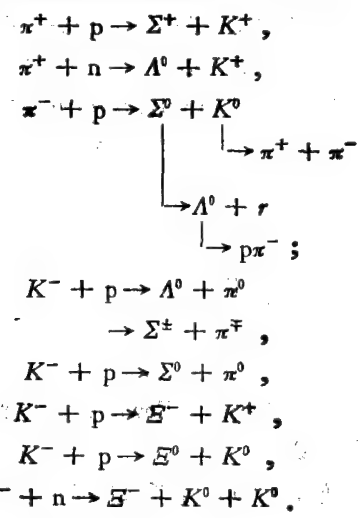 π⁺ + p → Σ⁺ + K⁺,
π⁺ + n → Λ⁰ + K⁺,
π⁻ + p → Σ⁰ + K⁰
→ π⁺ + π⁻
→ Λ⁰ + r
→ pπ⁻;
K⁻ + p → Λ⁰ + π⁰
→ Σ± + π∓,
K⁻ + p → Σ⁰ + π⁰,
K⁻ + p → Ξ⁻ + K⁺,
K⁻ + p → Ξ⁰ + K⁰,
⁻ + n → Ξ⁻ + K⁰ + K⁰.